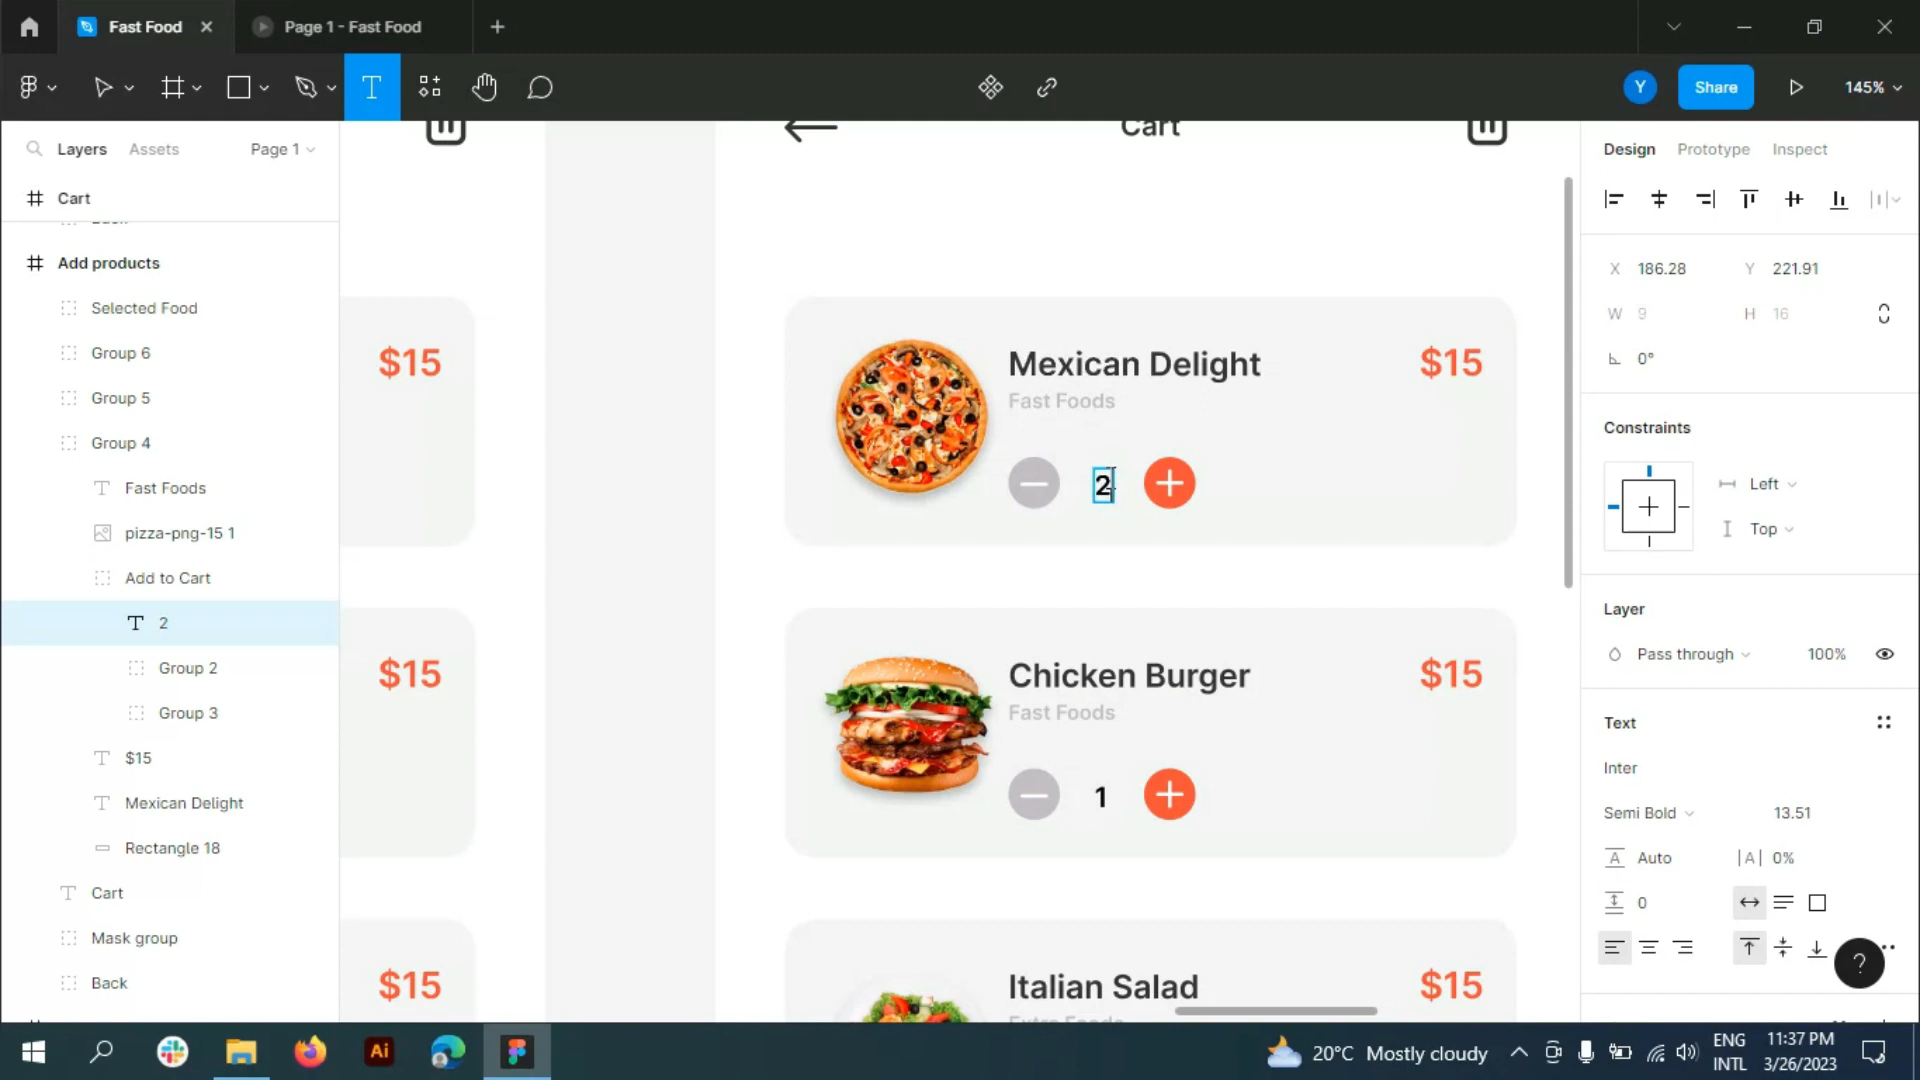 Fast Food
Page 1 - Fast Food
Y
Share
145%
Layers
Assets
Page 1
Cart
Add products
Selected Food
Group 6
Group 5
Group 4
Fast Foods
pizza-png-15 1
Add to Cart
2
Group 2
Group 3
$15
Mexican Delight
Rectangle 18
Cart
Mask group
Back
$15
$15
$15
Cart
Mexican Delight
$15
Fast Foods
2
Chicken Burger
$15
Fast Foods
1
Italian Salad
$15
Design
Prototype
Inspect
X 186.28
Y 221.91
W 9
H 16
0°
Constraints
Left
Top
Layer
Pass through
100%
Text
Inter
Semi Bold
13.51
A Auto
|A| 0%
0
?
Ai
20°C Mostly cloudy
ENG
INTL
11:37 PM
3/26/2023